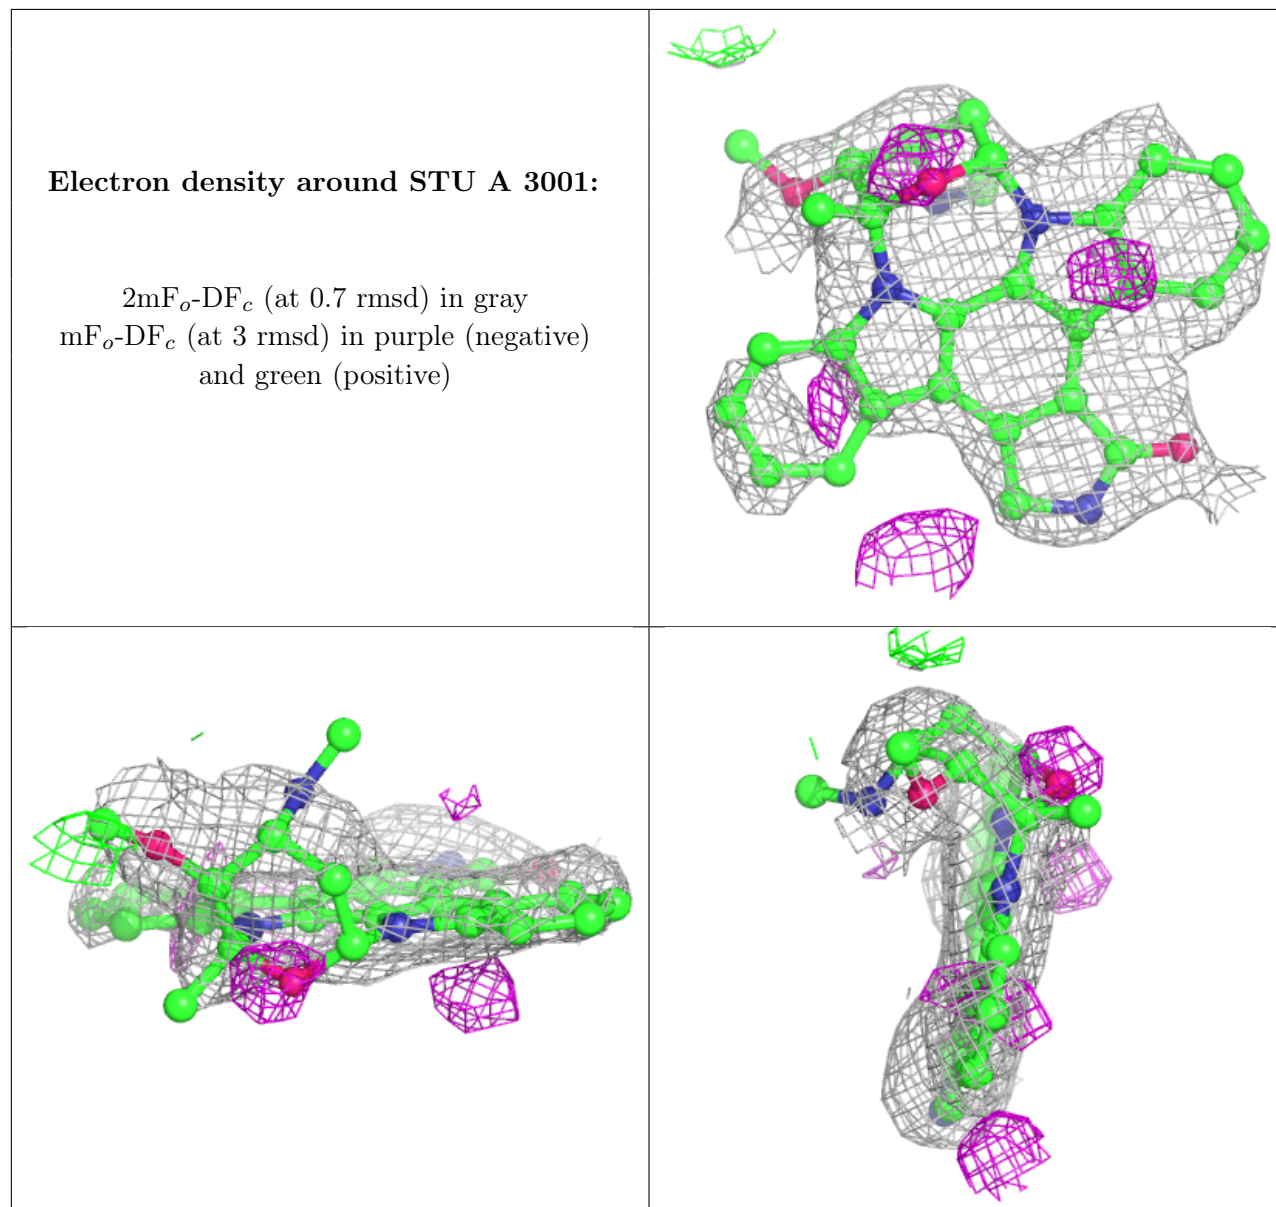 Electron density around STU A 3001:
2mFo-DFc (at 0.7 rmsd) in gray
mFo-DFc (at 3 rmsd) in purple (negative)
and green (positive)